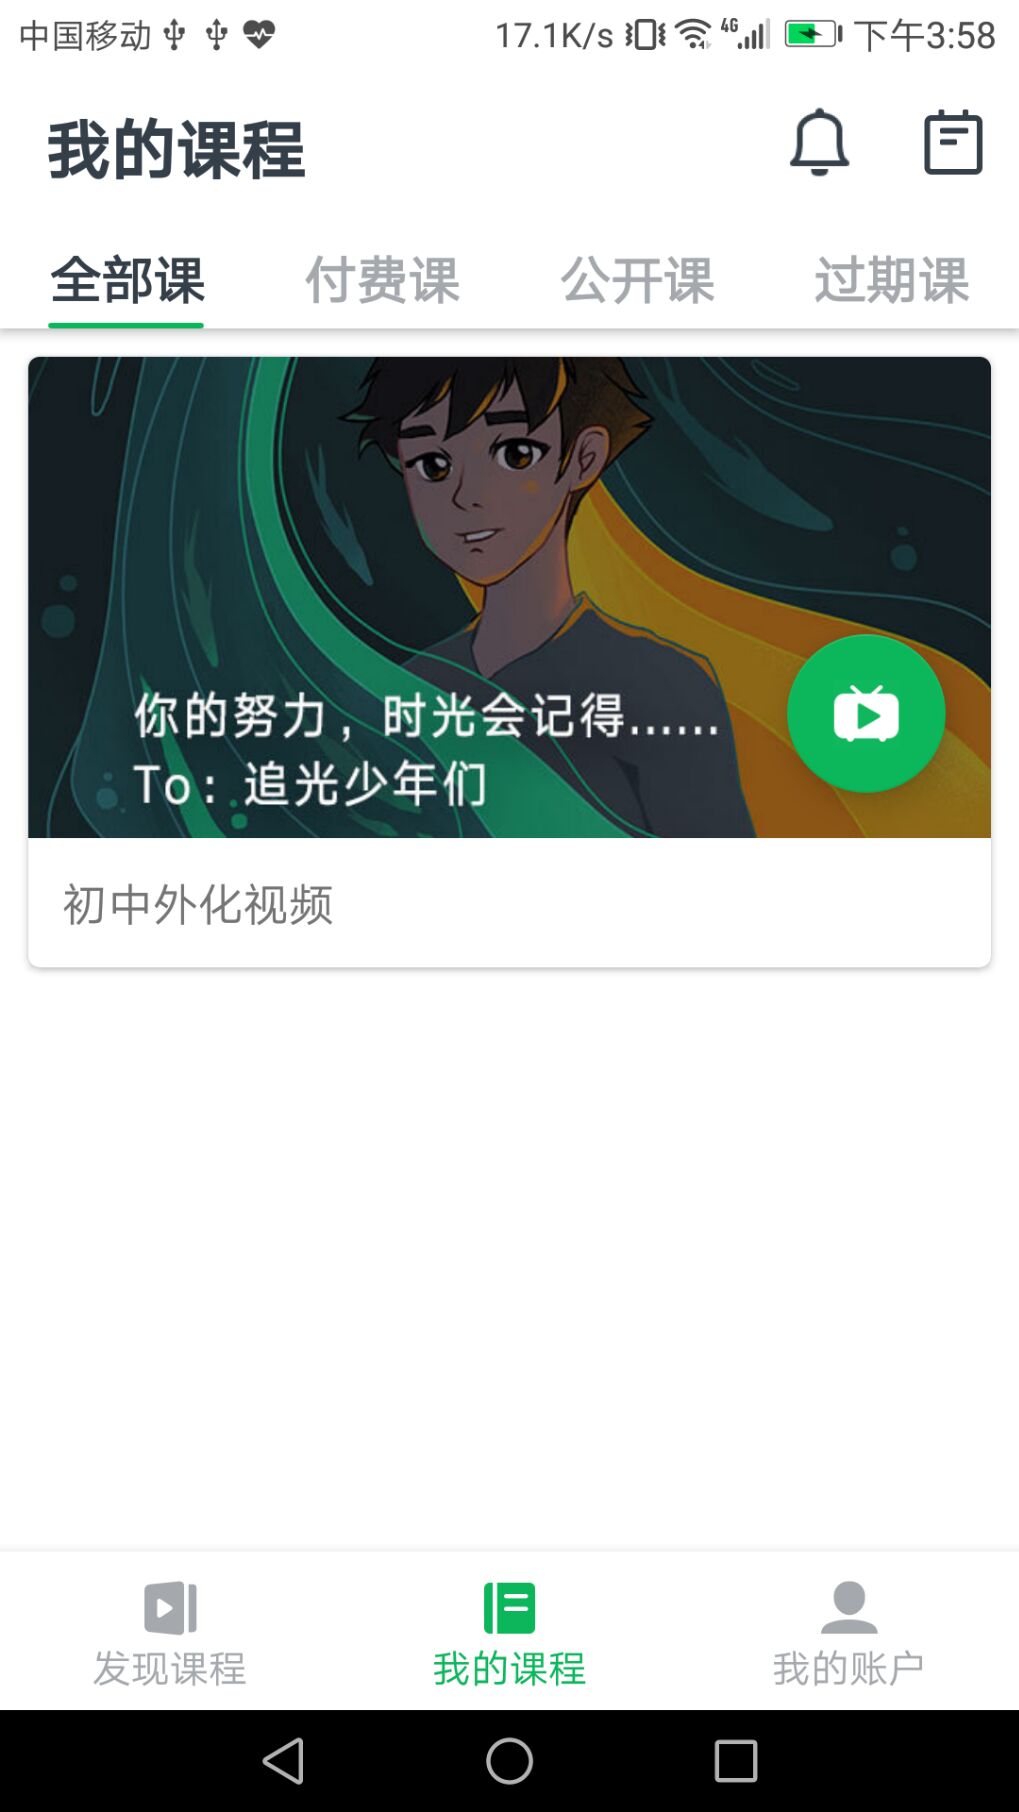 中国移动 17.1K/s 4G 下午3:58
我的课程
全部课 付费课 公开课 过期课
你的努力，时光会记得......
To：追光少年们
初中外化视频
发现课程 我的课程 我的账户